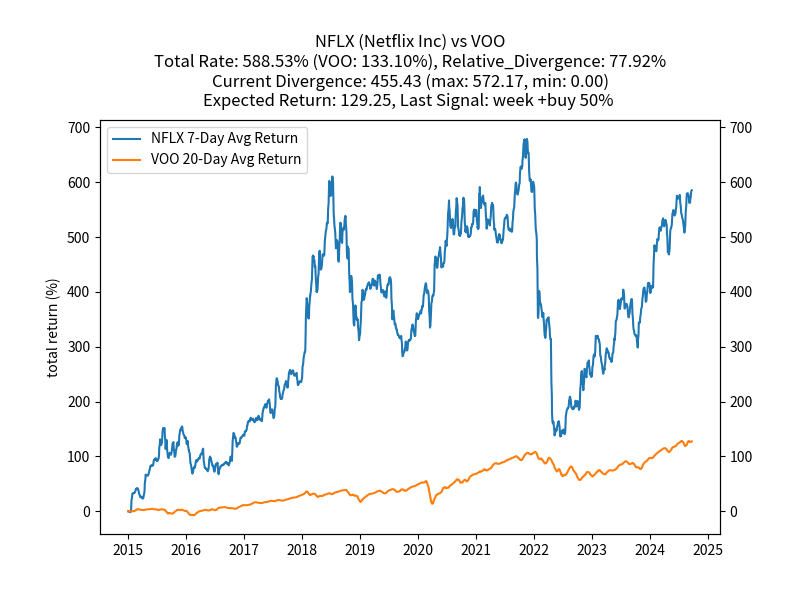 NFLX (Netflix Inc) vs VOO
Total Rate: 588.53% (VOO: 133.10%), Relative_Divergence: 77.92%
Current Divergence: 455.43 (max: 572.17, min: 0.00)
Expected Return: 129.25, Last Signal: week +buy 50%
NFLX 7-Day Avg Return
VOO 20-Day Avg Return
total return (%)
700 700
600 600
500 500
400 400
300 300
200 200
100 100
0 0
2015 2016 2017 2018 2019 2020 2021 2022 2023 2024 2025